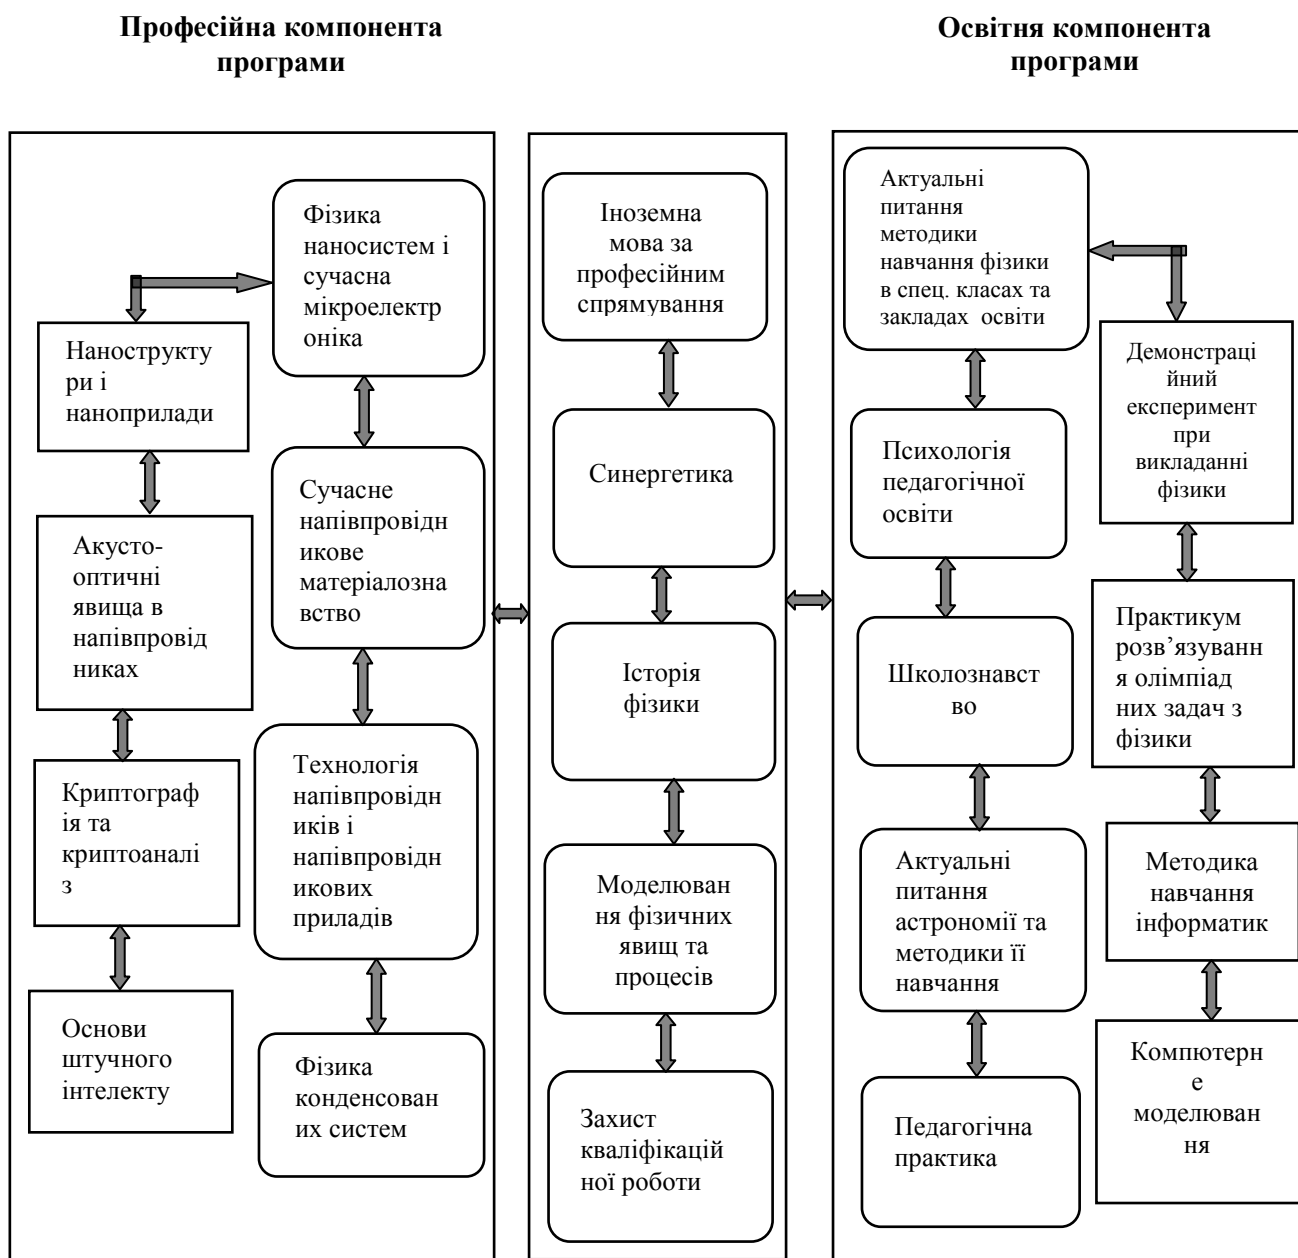 Професійна компонента
програми
Освітня компонента
програми
Фізика
наносистем і
сучасна
мікроелектр
оніка
Нанострукту
ри і
наноприлади
Сучасне
напівпровідн
икове
матеріалозна
вство
Акусто-
оптичні
явища в
напівпровід
никах
Технологія
напівпровідн
иків і
напівпровідн
икових
приладів
Криптограф
ія та
криптоаналі
з
Основи
штучного
інтелекту
Фізика
конденсован
их систем
Іноземна
мова за
професійним
спрямування
Синергетика
Історія
фізики
Моделюван
ня фізичних
явищ та
процесів
Захист
кваліфікацій
ної роботи
Актуальні
питання
методики
навчання фізики
в спец. класах та
закладах освіти
Демонстраці
йний
експеримент
при
викладанні
фізики
Психологія
педагогічної
освіти
Практикум
розв’язуванн
я олімпіад
них задач з
фізики
Школознавст
во
Актуальні
питання
астрономії та
методики її
навчання
Методика
навчання
інформатик
Педагогічна
практика
Компютерн
е
моделюван
ня